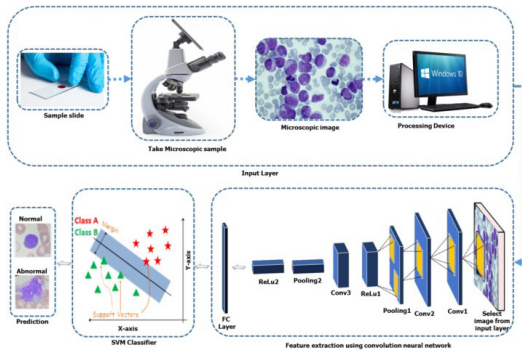 Windows 10
Sample slide
Take Microscopic sample
Microscopic image
Processing Device
Input Layer
Normal
Abnormal
Prediction
Class A
Class B
Margin
Support Vectors
Y-axis
X-axis
SVM Classifier
FC
Layer
ReLu2
Pooling2
Conv3
ReLu1
Pooling1
Conv2
Conv1
Select
image from
input layer
Feature extraction using convolution neural network